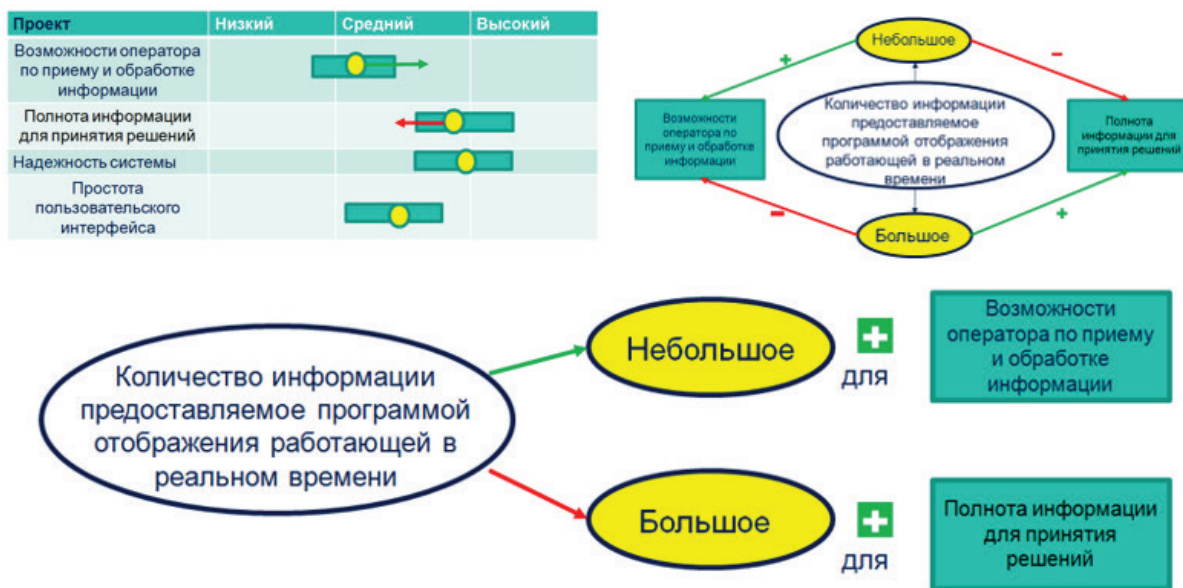 Проект Низкий Средний Высокий
Возможности оператора
по приему и обработке
информации
Полнота информации
для принятия решений
Надежность системы
Простота
пользовательского
интерфейса
Небольшое
+
−
Возможности
оператора по
приему и обработке
информации
Количество информации
предоставляемое
программой отображения
работающей в реальном
времени
Полнота
информации для
принятия решений
−
+
Большое
Количество информации
предоставляемое программой
отображения работающей в
реальном времени
Небольшое
+
для
Возможности
оператора по приему
и обработке
информации
Большое
+
для
Полнота информации
для принятия
решений